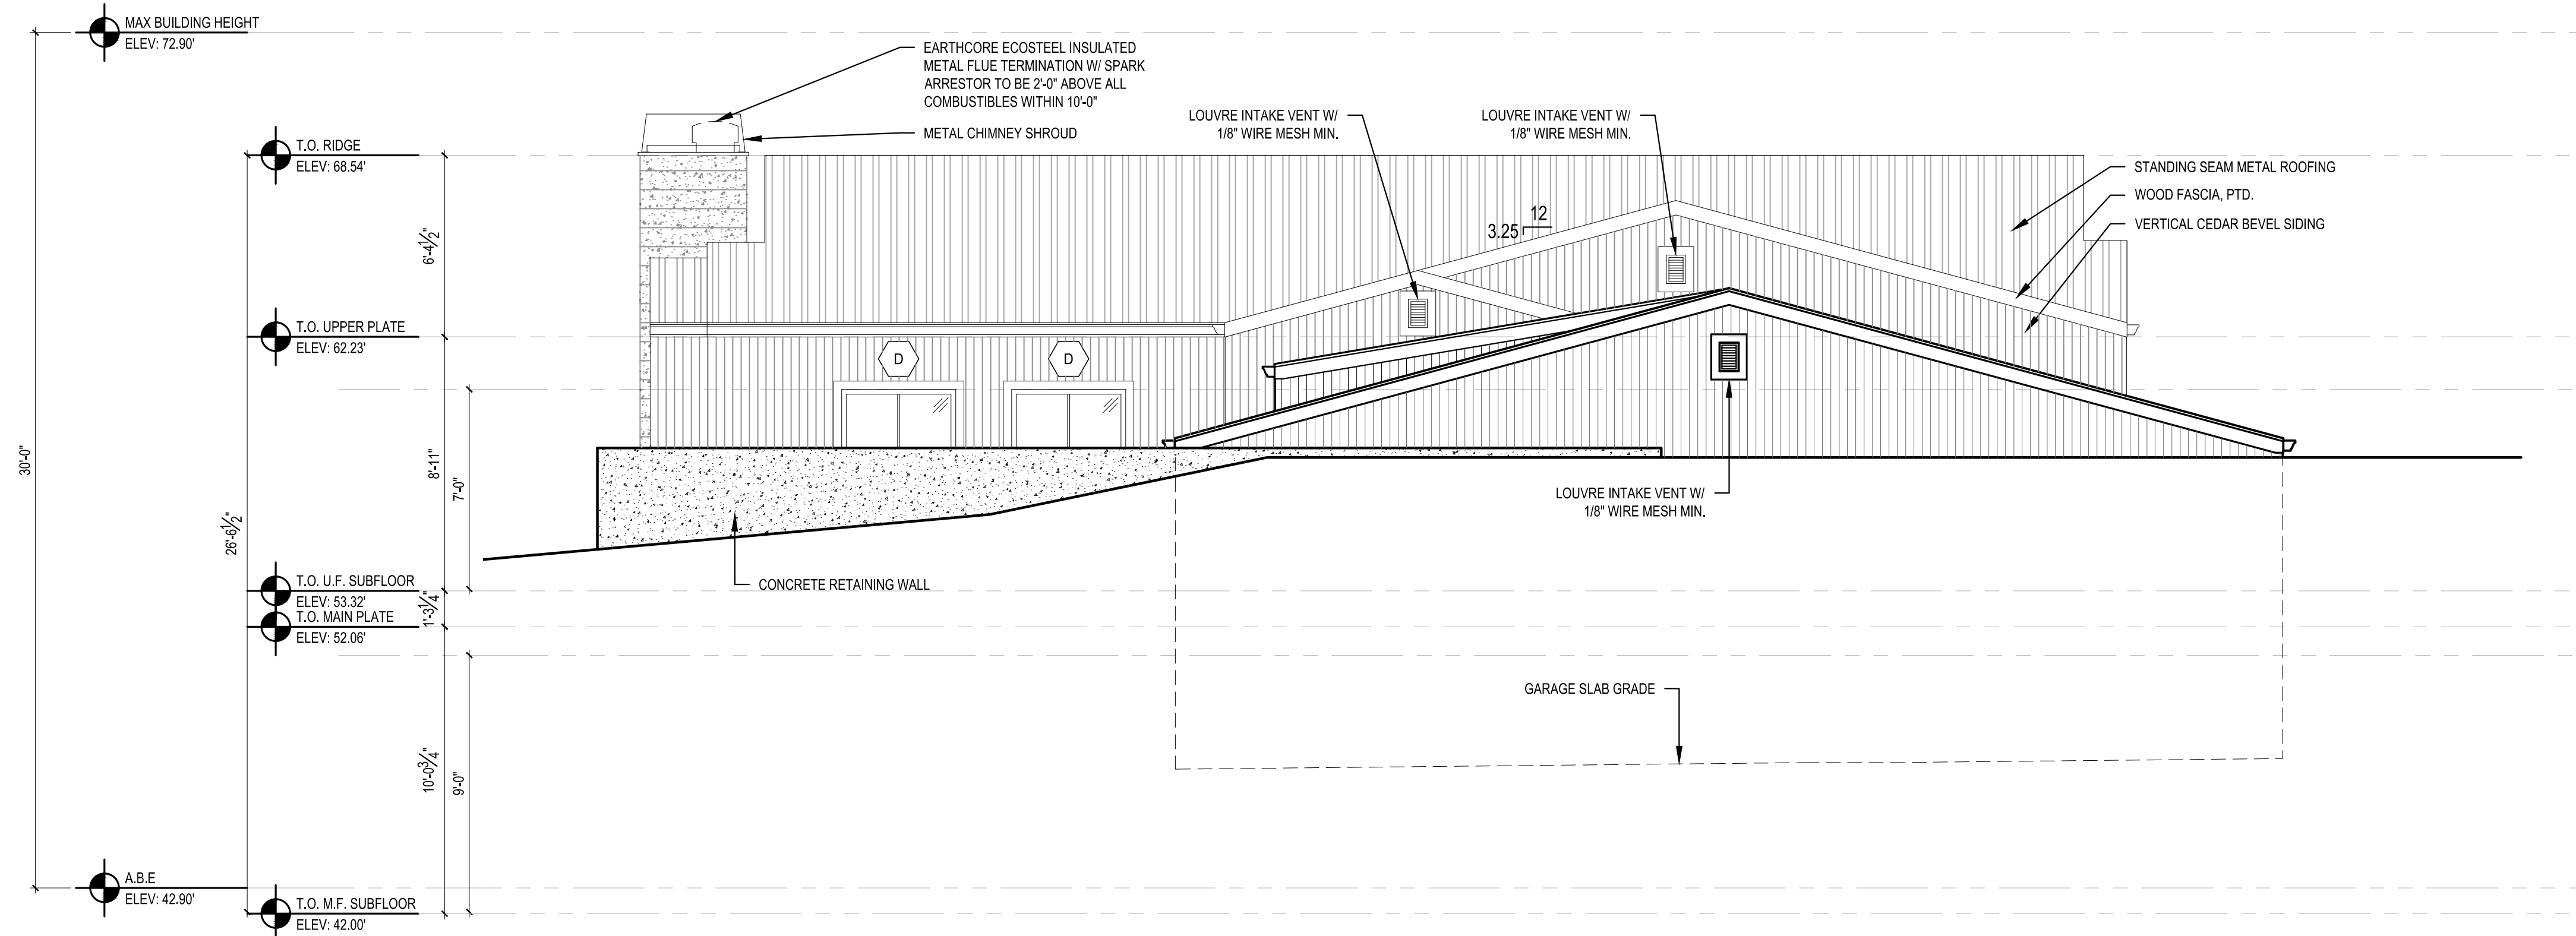 MAX BUILDING HEIGHT
ELEV: 72.90'
EARTHCORE ECOSTEEL INSULATED
METAL FLUE TERMINATION W/ SPARK
ARRESTOR TO BE 2'-0" ABOVE ALL
COMBUSTIBLES WITHIN 10'-0"
METAL CHIMNEY SHROUD
LOUVRE INTAKE VENT W/
1/8" WIRE MESH MIN.
LOUVRE INTAKE VENT W/
1/8" WIRE MESH MIN.
T.O. RIDGE
ELEV: 68.54'
STANDING SEAM METAL ROOFING
WOOD FASCIA, PTD.
VERTICAL CEDAR BEVEL SIDING
12
3.25
6'-4½"
T.O. UPPER PLATE
ELEV: 62.23'
D
D
30'-0"
8'-11"
7'-0"
26'-6½"
LOUVRE INTAKE VENT W/
1/8" WIRE MESH MIN.
CONCRETE RETAINING WALL
T.O. U.F. SUBFLOOR
ELEV: 53.32'
1'-3¼"
T.O. MAIN PLATE
ELEV: 52.06'
GARAGE SLAB GRADE
10'-0¾"
9'-0"
A.B.E
ELEV: 42.90'
T.O. M.F. SUBFLOOR
ELEV: 42.00'